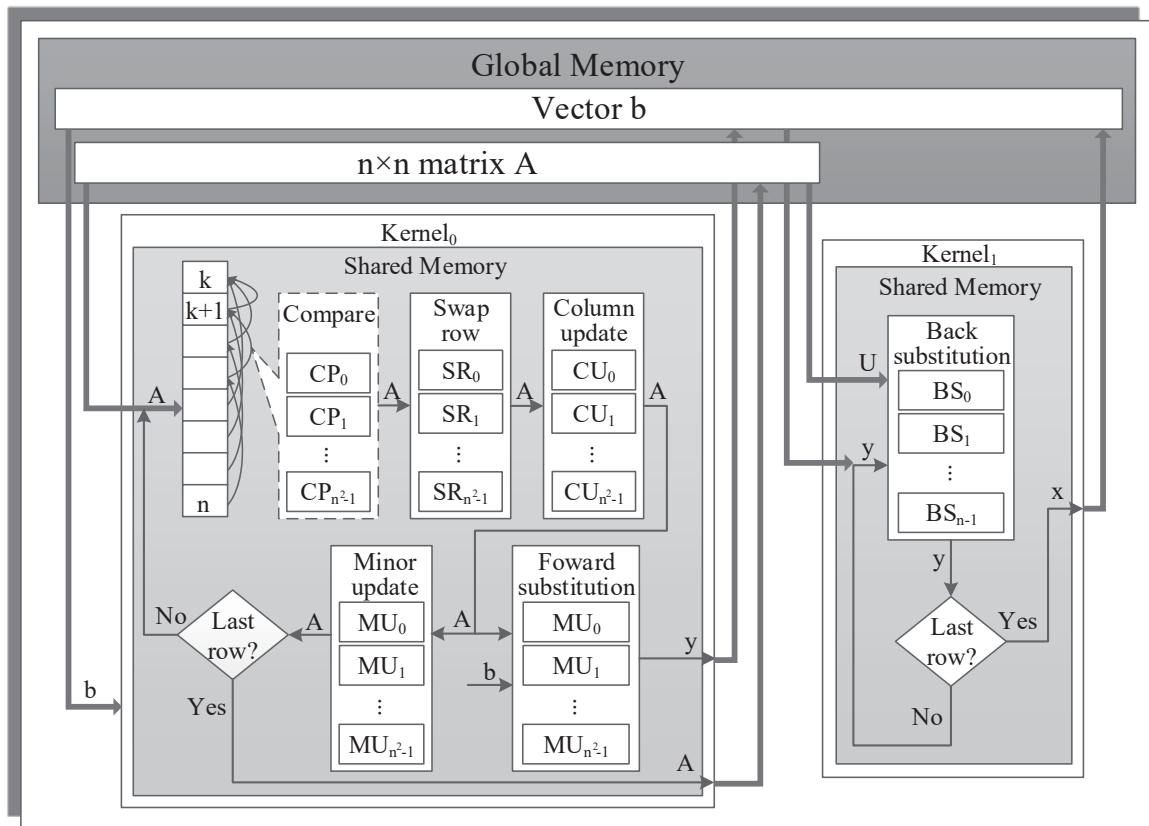 Global Memory
Vector b
n×n matrix A
Kernel₀
Shared Memory
k
k+1
n
A
Compare
CP₀
CP₁
⋮
CPₙ²₋₁
A
Swap
row
SR₀
SR₁
⋮
SRₙ²₋₁
A
Column
update
CU₀
CU₁
⋮
CUₙ²₋₁
A
Minor
update
MU₀
MU₁
⋮
MUₙ²₋₁
A
Foward
substitution
MU₀
MU₁
⋮
MUₙ²₋₁
b
y
A
Last
row?
No
Yes
A
b
Kernel₁
Shared Memory
Back
substitution
BS₀
BS₁
⋮
BSₙ₋₁
U
y
y
Last
row?
Yes
No
x